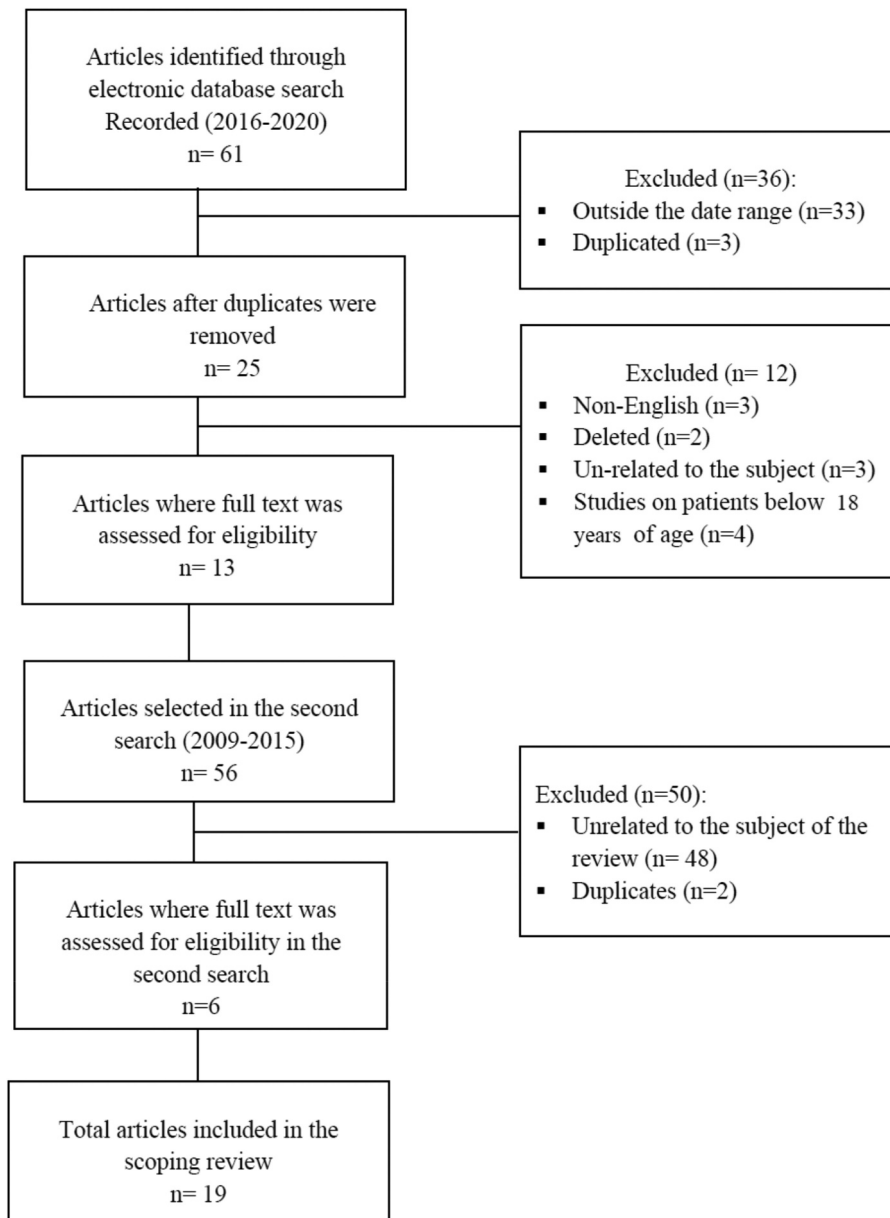 Articles identified through
electronic database search
Recorded (2016-2020)
n= 61
Excluded (n=36):
▪ Outside the date range (n=33)
▪ Duplicated (n=3)
Articles after duplicates were
removed
n= 25
Excluded (n= 12)
▪ Non-English (n=3)
▪ Deleted (n=2)
▪ Un-related to the subject (n=3)
▪ Studies on patients below 18
years of age (n=4)
Articles where full text was
assessed for eligibility
n= 13
Articles selected in the second
search (2009-2015)
n= 56
Excluded (n=50):
▪ Unrelated to the subject of the
review (n= 48)
▪ Duplicates (n=2)
Articles where full text was
assessed for eligibility in the
second search
n=6
Total articles included in the
scoping review
n= 19